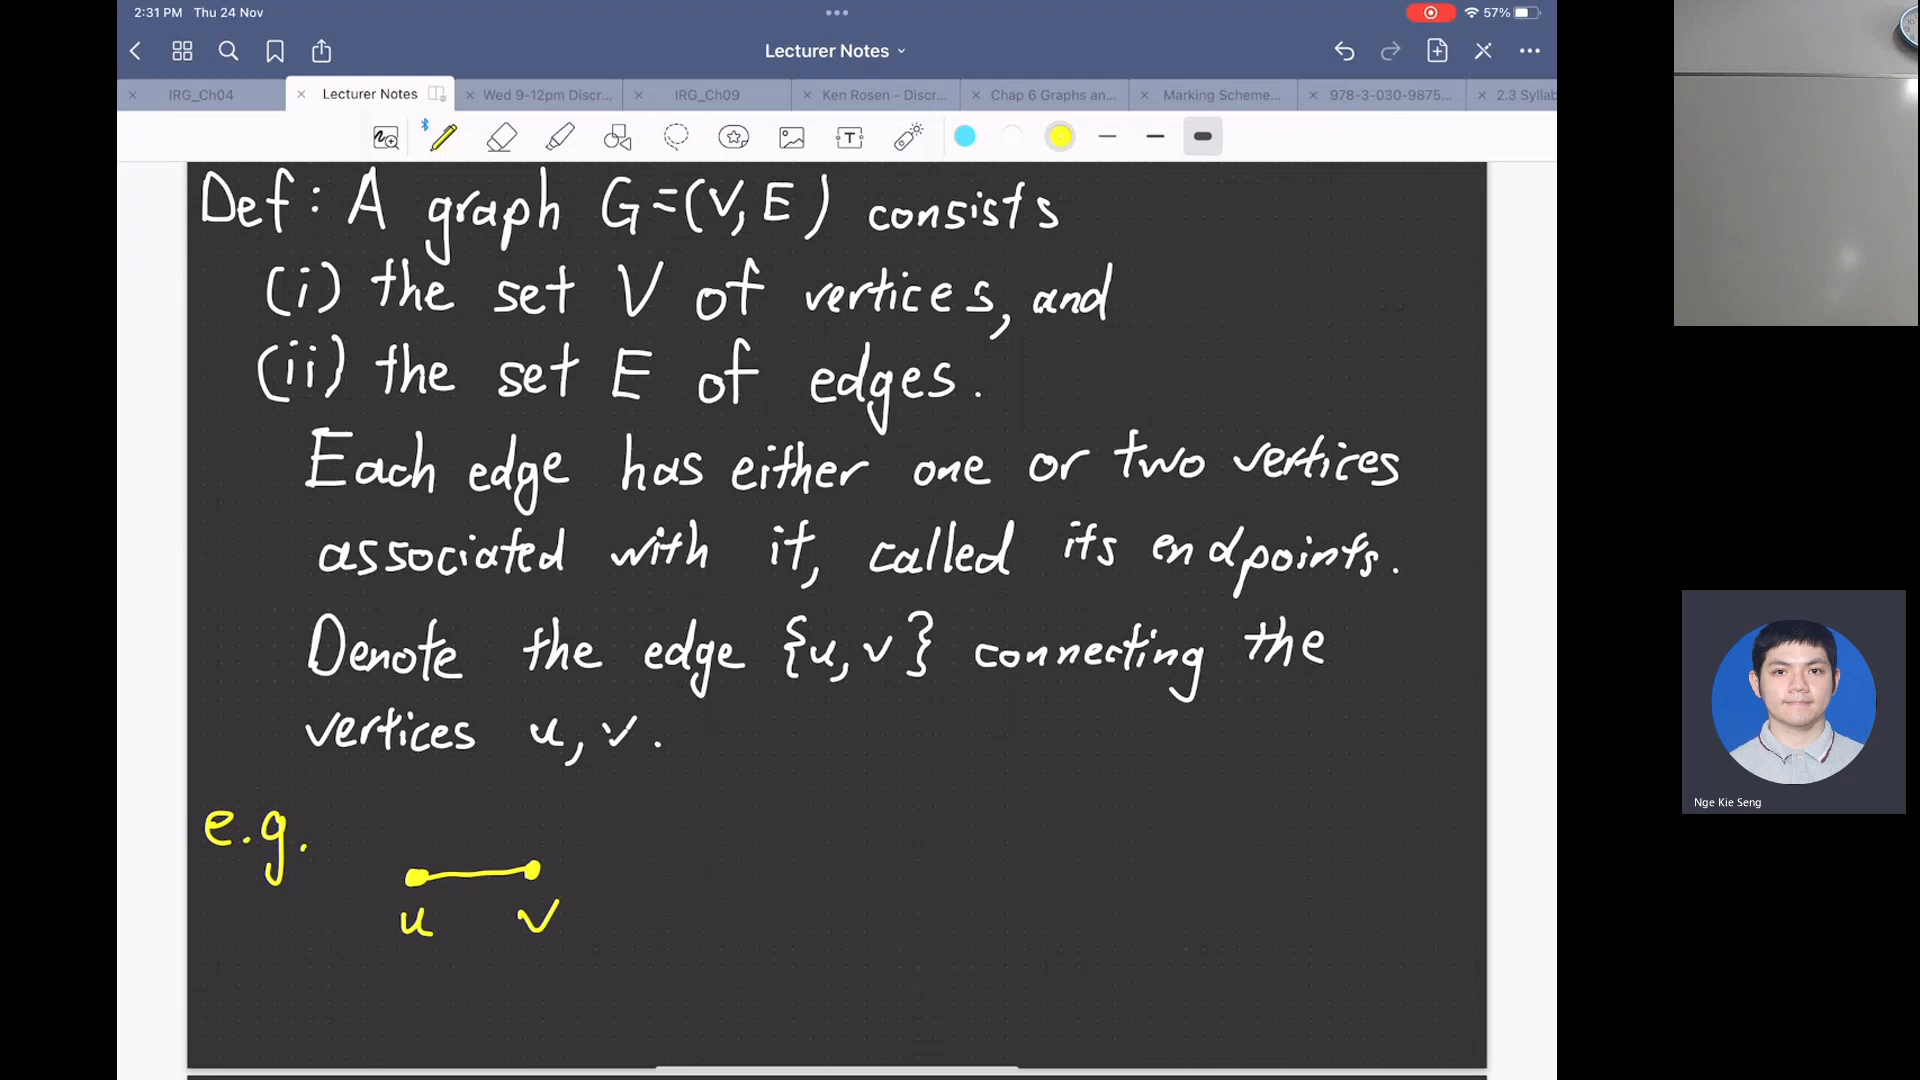 2:31 PM Thu 24 Nov
57%
Lecturer Notes
IRG_Ch04
Lecturer Notes
Wed 9-12pm Discr...
IRG_Ch09
Ken Rosen - Discr...
Chap 6 Graphs an...
Marking Scheme...
978-3-030-9875...
2.3 Syllab
Def: A graph G=(V,E) consists
(i) the set V of vertices, and
(ii) the set E of edges.
Each edge has either one or two vertices
associated with it, called its endpoints.
Denote the edge {u,v} connecting the
vertices u,v.
e.g.
u v
Nge Kie Seng